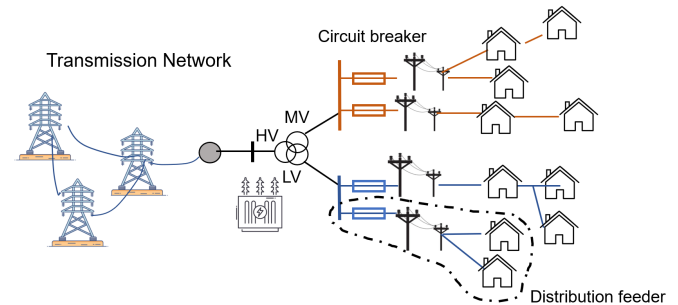 Circuit breaker
Transmission Network
MV
HV
LV
Distribution feeder